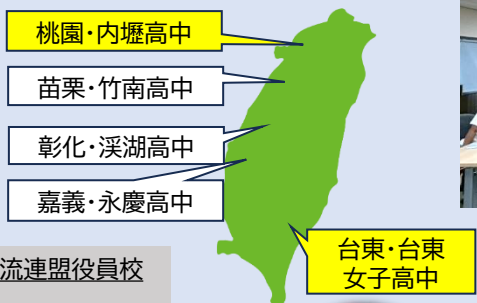 桃園・内壢高中
苗栗・竹南高中
彰化・渓湖高中
嘉義・永慶高中
流連盟役員校
台東・台東
女子高中